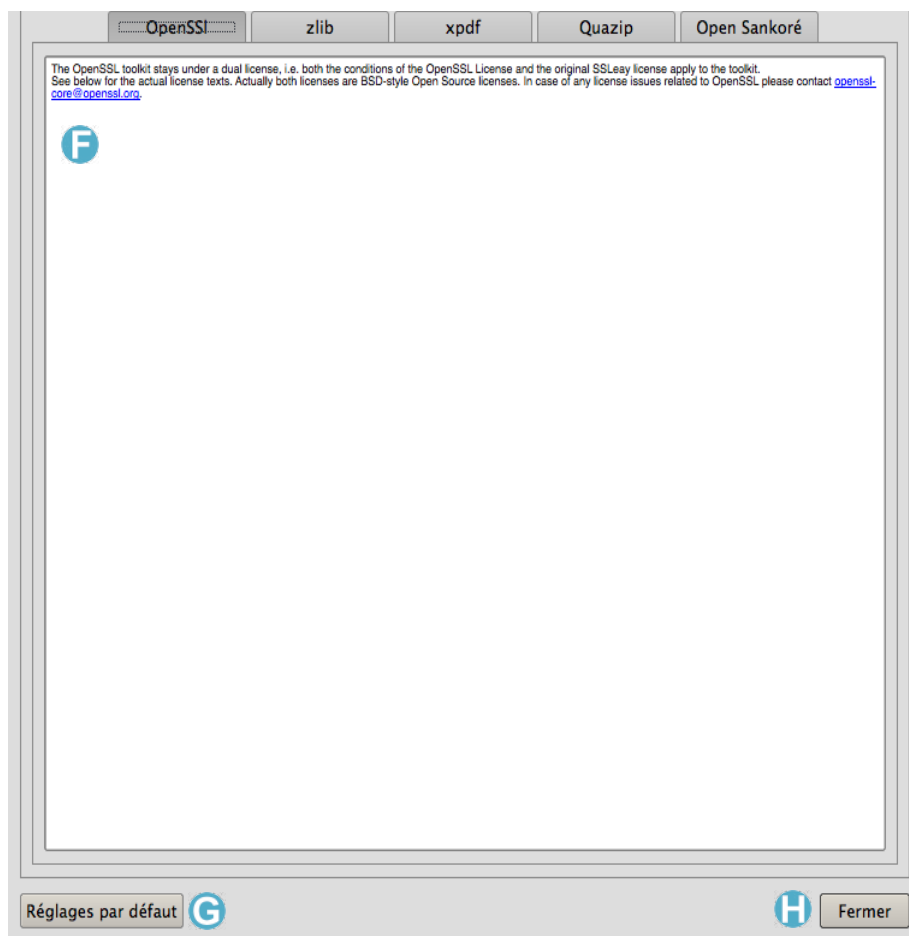 OpenSSl zlib xpdf Quazip Open Sankoré
The OpenSSL toolkit stays under a dual license, i.e. both the conditions of the OpenSSL License and the original SSLeay license apply to the toolkit.
See below for the actual license texts. Actually both licenses are BSD-style Open Source licenses. In case of any license issues related to OpenSSL please contact openssl-
core@openssl.org.
F
Réglages par défaut G H Fermer